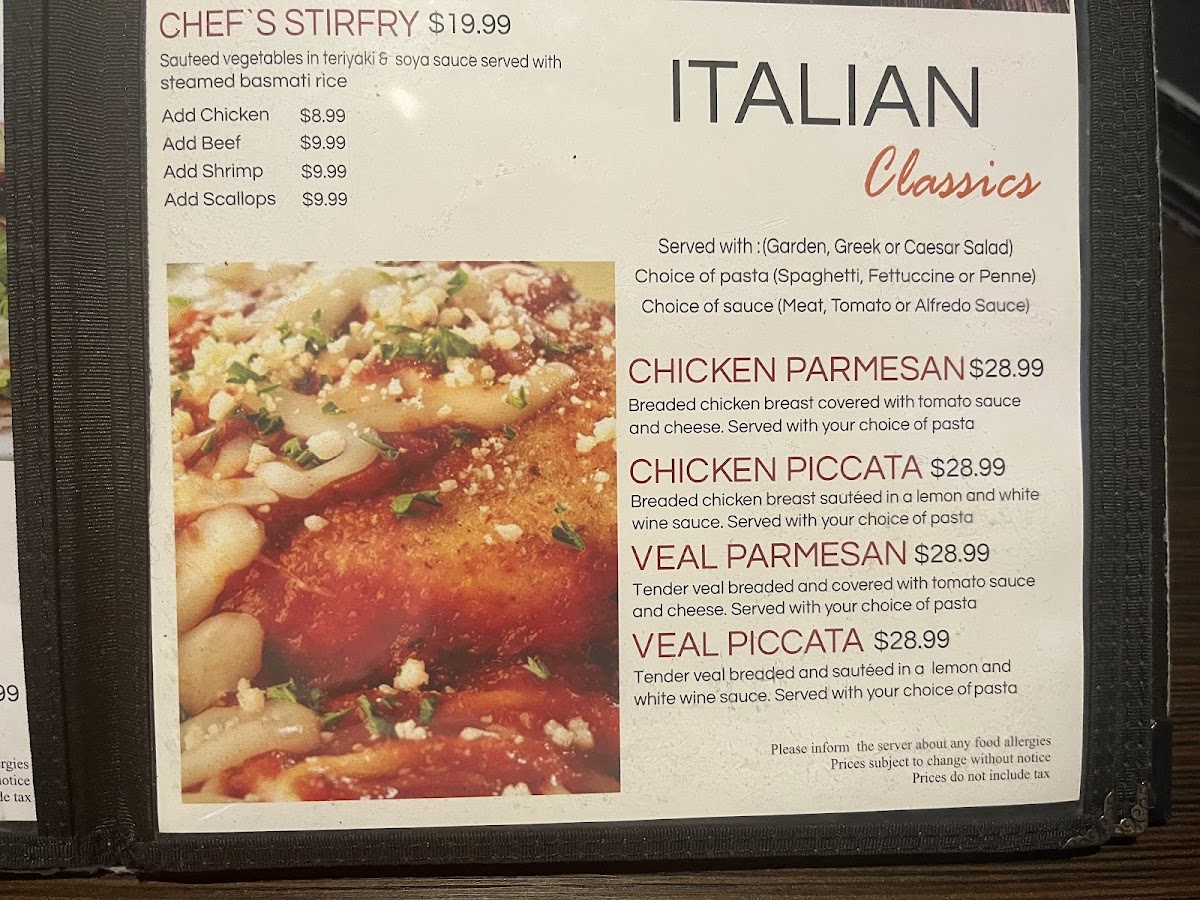 CHEF`S STIRFRY $19.99
Sauteed vegetables in teriyaki & soya sauce served with
steamed basmati rice
Add Chicken $8.99
Add Beef $9.99
Add Shrimp $9.99
Add Scallops $9.99
ITALIAN
Classics
Served with :(Garden, Greek or Caesar Salad)
Choice of pasta (Spaghetti, Fettuccine or Penne)
Choice of sauce (Meat, Tomato or Alfredo Sauce)
CHICKEN PARMESAN $28.99
Breaded chicken breast covered with tomato sauce
and cheese. Served with your choice of pasta
CHICKEN PICCATA $28.99
Breaded chicken breast sautéed in a lemon and white
wine sauce. Served with your choice of pasta
VEAL PARMESAN $28.99
Tender veal breaded and covered with tomato sauce
and cheese. Served with your choice of pasta
VEAL PICCATA $28.99
Tender veal breaded and sautéed in a lemon and
white wine sauce. Served with your choice of pasta
Please inform the server about any food allergies
Prices subject to change without notice
Prices do not include tax
99
tax